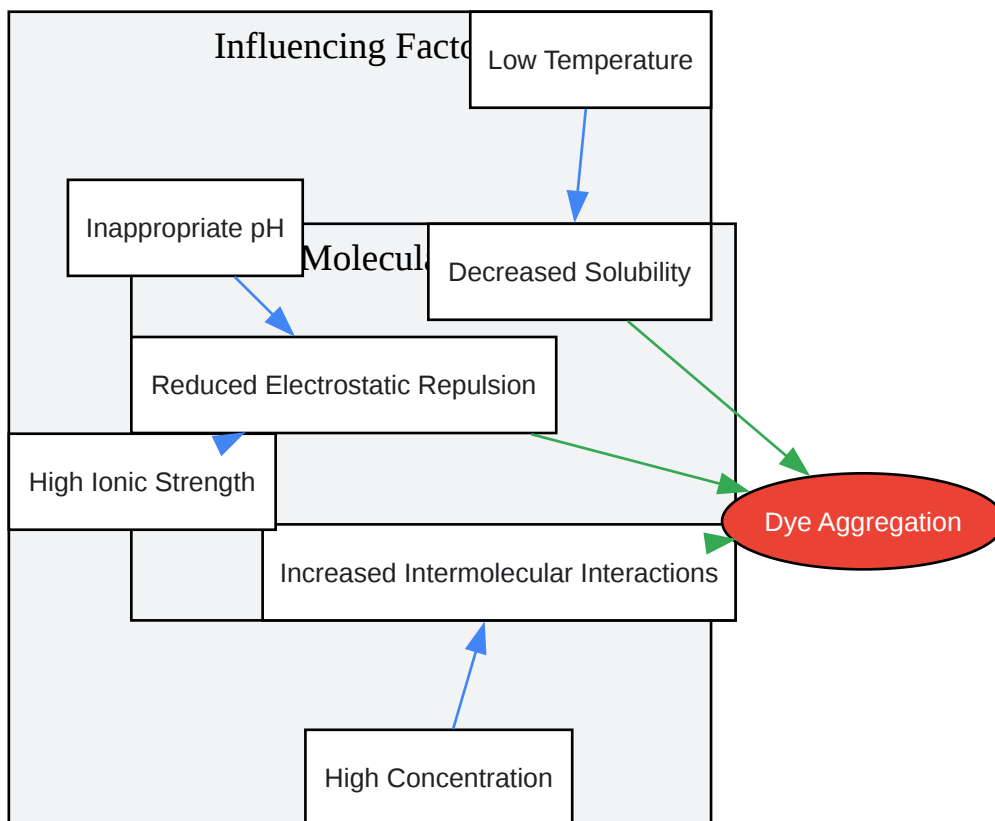 Influencing Facto
Low Temperature
Inappropriate pH
Molecula
Decreased Solubility
Reduced Electrostatic Repulsion
High Ionic Strength
Dye Aggregation
Increased Intermolecular Interactions
High Concentration